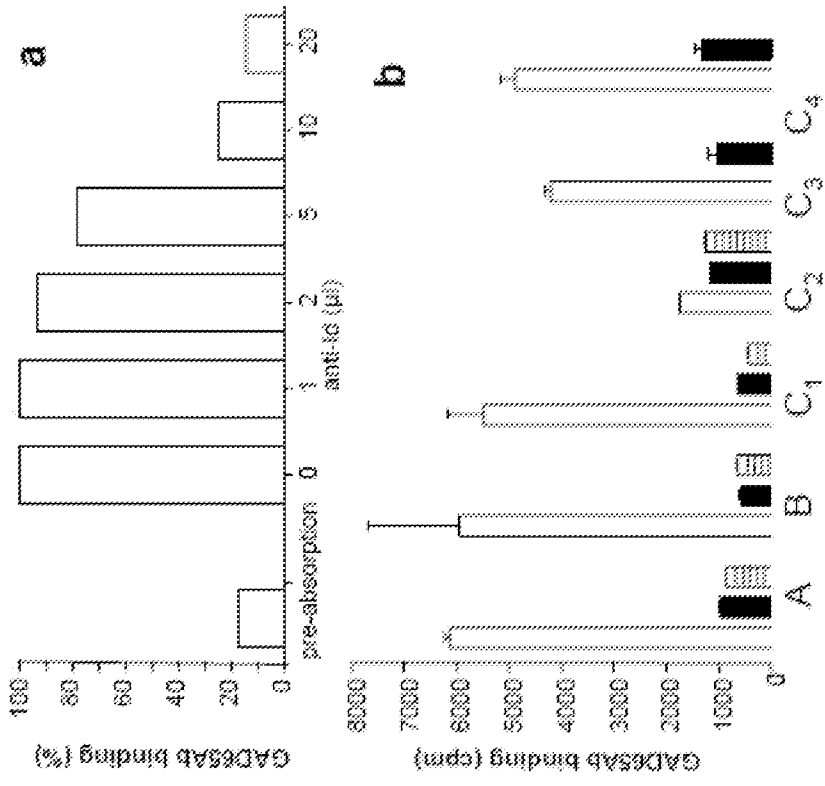 a
GAD65Ab binding (%)
100
80
60
40
20
0
pre-absorption 0 1 2 5 10 20
anti-Id (µl)
b
GAD65Ab binding (cpm)
8000
7000
6000
5000
4000
3000
2000
1000
0
A B C1 C2 C3 C4